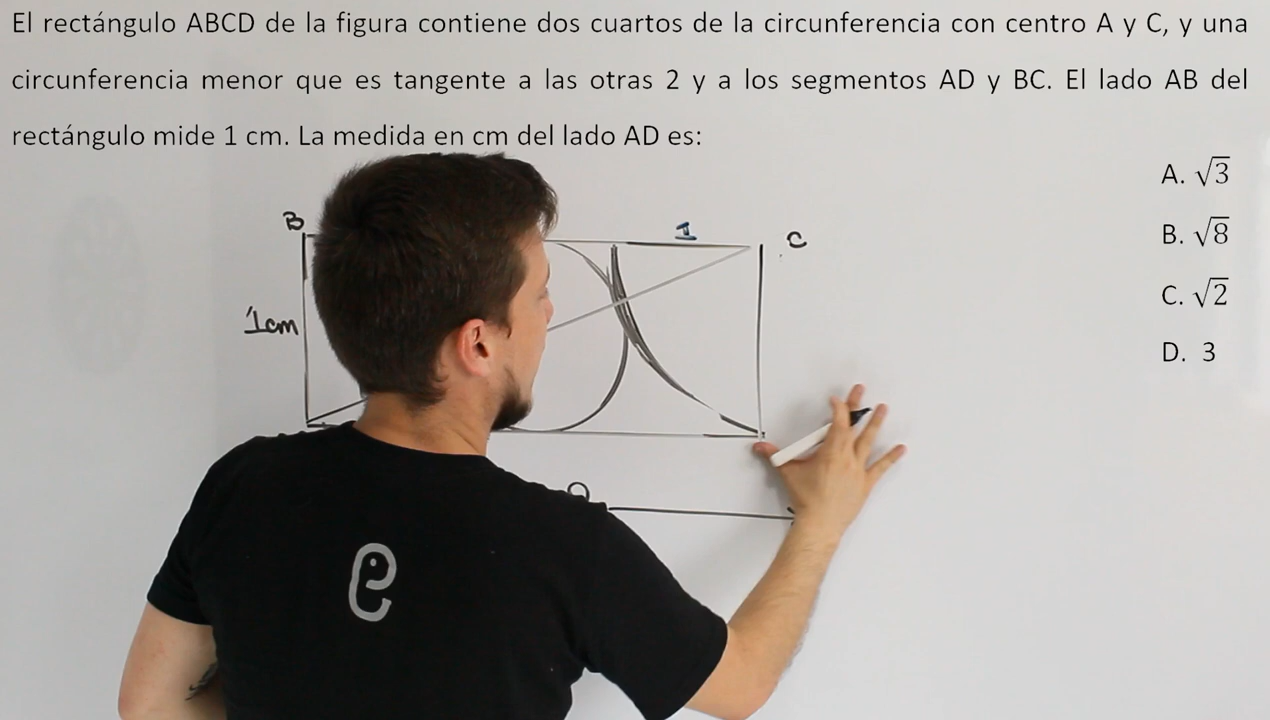 El rectángulo ABCD de la figura contiene dos cuartos de la circunferencia con centro A y C, y una
circunferencia menor que es tangente a las otras 2 y a los segmentos AD y BC. El lado AB del
rectángulo mide 1 cm. La medida en cm del lado AD es:
A. √3
B. √8
C. √2
D. 3
B
1
C
1cm